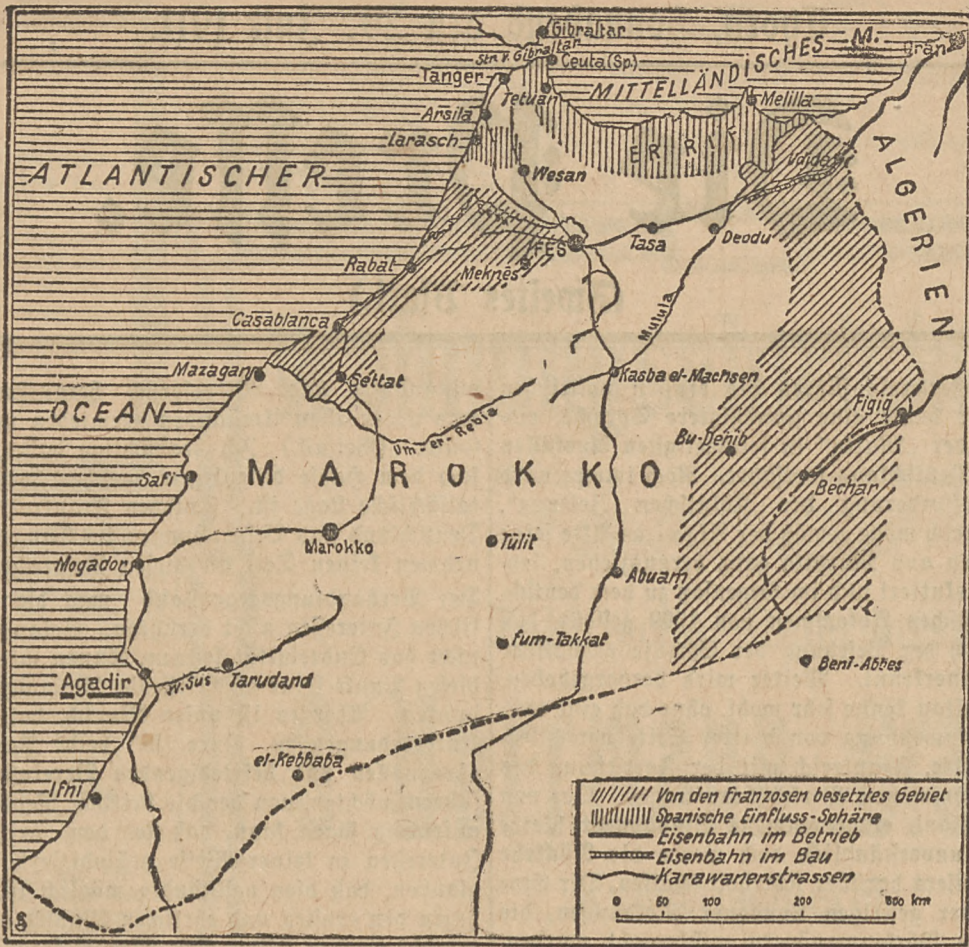 Gibraltar
Str. v. Gibraltar
Ceuta (Sp.)
MITTELLÄNDISCHES M.
Oran
Tanger
Tetuan
Melilla
Arsila
Larasch
ER RIF
Udjda
ALGERIEN
ATLANTISCHER
OCEAN
Wesan
FES
Tasa
Deodu
Rabat
Meknes
Mulula
Casablanca
Mazagan
Settat
Kasba el-Machsen
Figig
Um-er-Rebla
Bu-Denib
MAROKKO
Safi
Bechar
Marokko
Tulit
Mogador
Abuam
Fum-Takkat
Beni-Abbes
Agadir
W. Sus
Tarudand
el-Kebbaba
Ifni
Von den Franzosen besetztes Gebiet
Spanische Einfluss-Sphäre
Eisenbahn im Betrieb
Eisenbahn im Bau
Karawanenstrassen
0 50 100 200 300 km
S